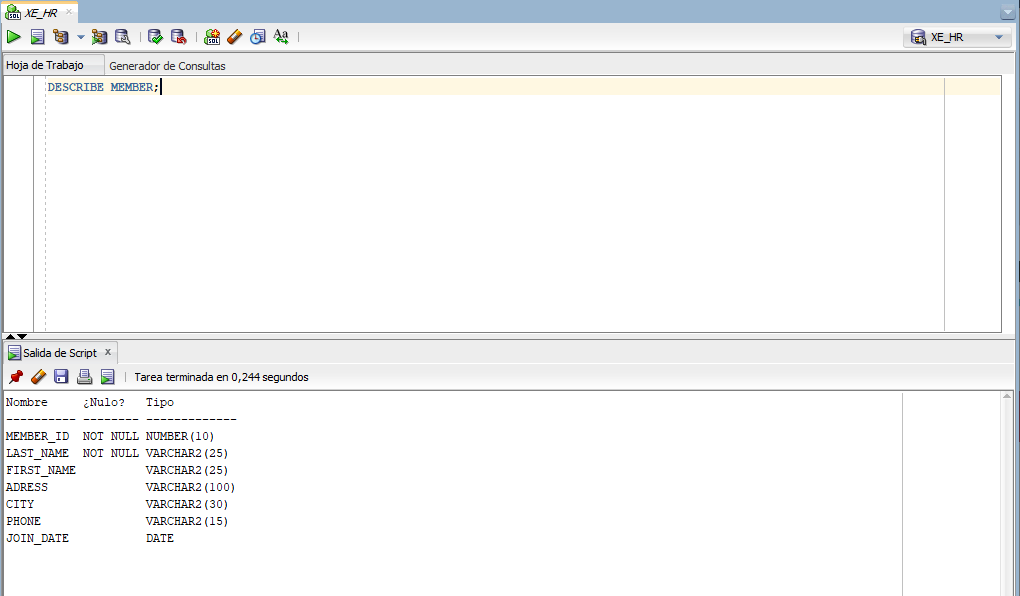 XE_HR
XE_HR
Hoja de Trabajo Generador de Consultas
DESCRIBE MEMBER;
Salida de Script x
Tarea terminada en 0,244 segundos
Nombre ¿Nulo? Tipo
---------- -------- -------------
MEMBER_ID NOT NULL NUMBER(10)
LAST_NAME NOT NULL VARCHAR2(25)
FIRST_NAME VARCHAR2(25)
ADRESS VARCHAR2(100)
CITY VARCHAR2(30)
PHONE VARCHAR2(15)
JOIN_DATE DATE